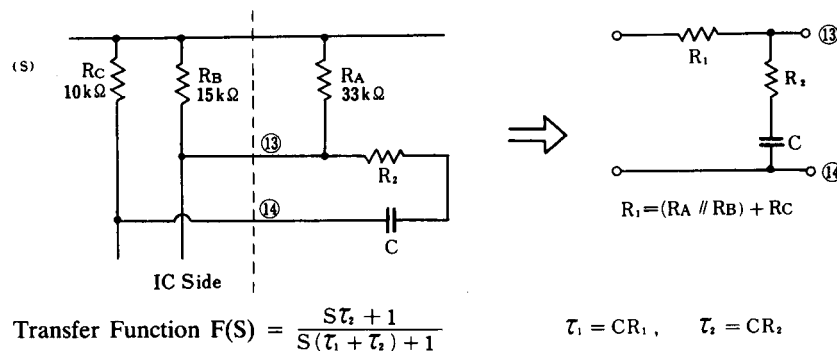 (S)
RC
10kΩ
RB
15kΩ
RA
33kΩ
⑬
R₂
⑭
C
IC Side
R₁
⑬
R₂
C
⑭
R₁=(RA // RB) + RC
Transfer Function F(S) = (Sτ₂ + 1) / (S(τ₁ + τ₂) + 1)
τ₁ = CR₁ , τ₂ = CR₂